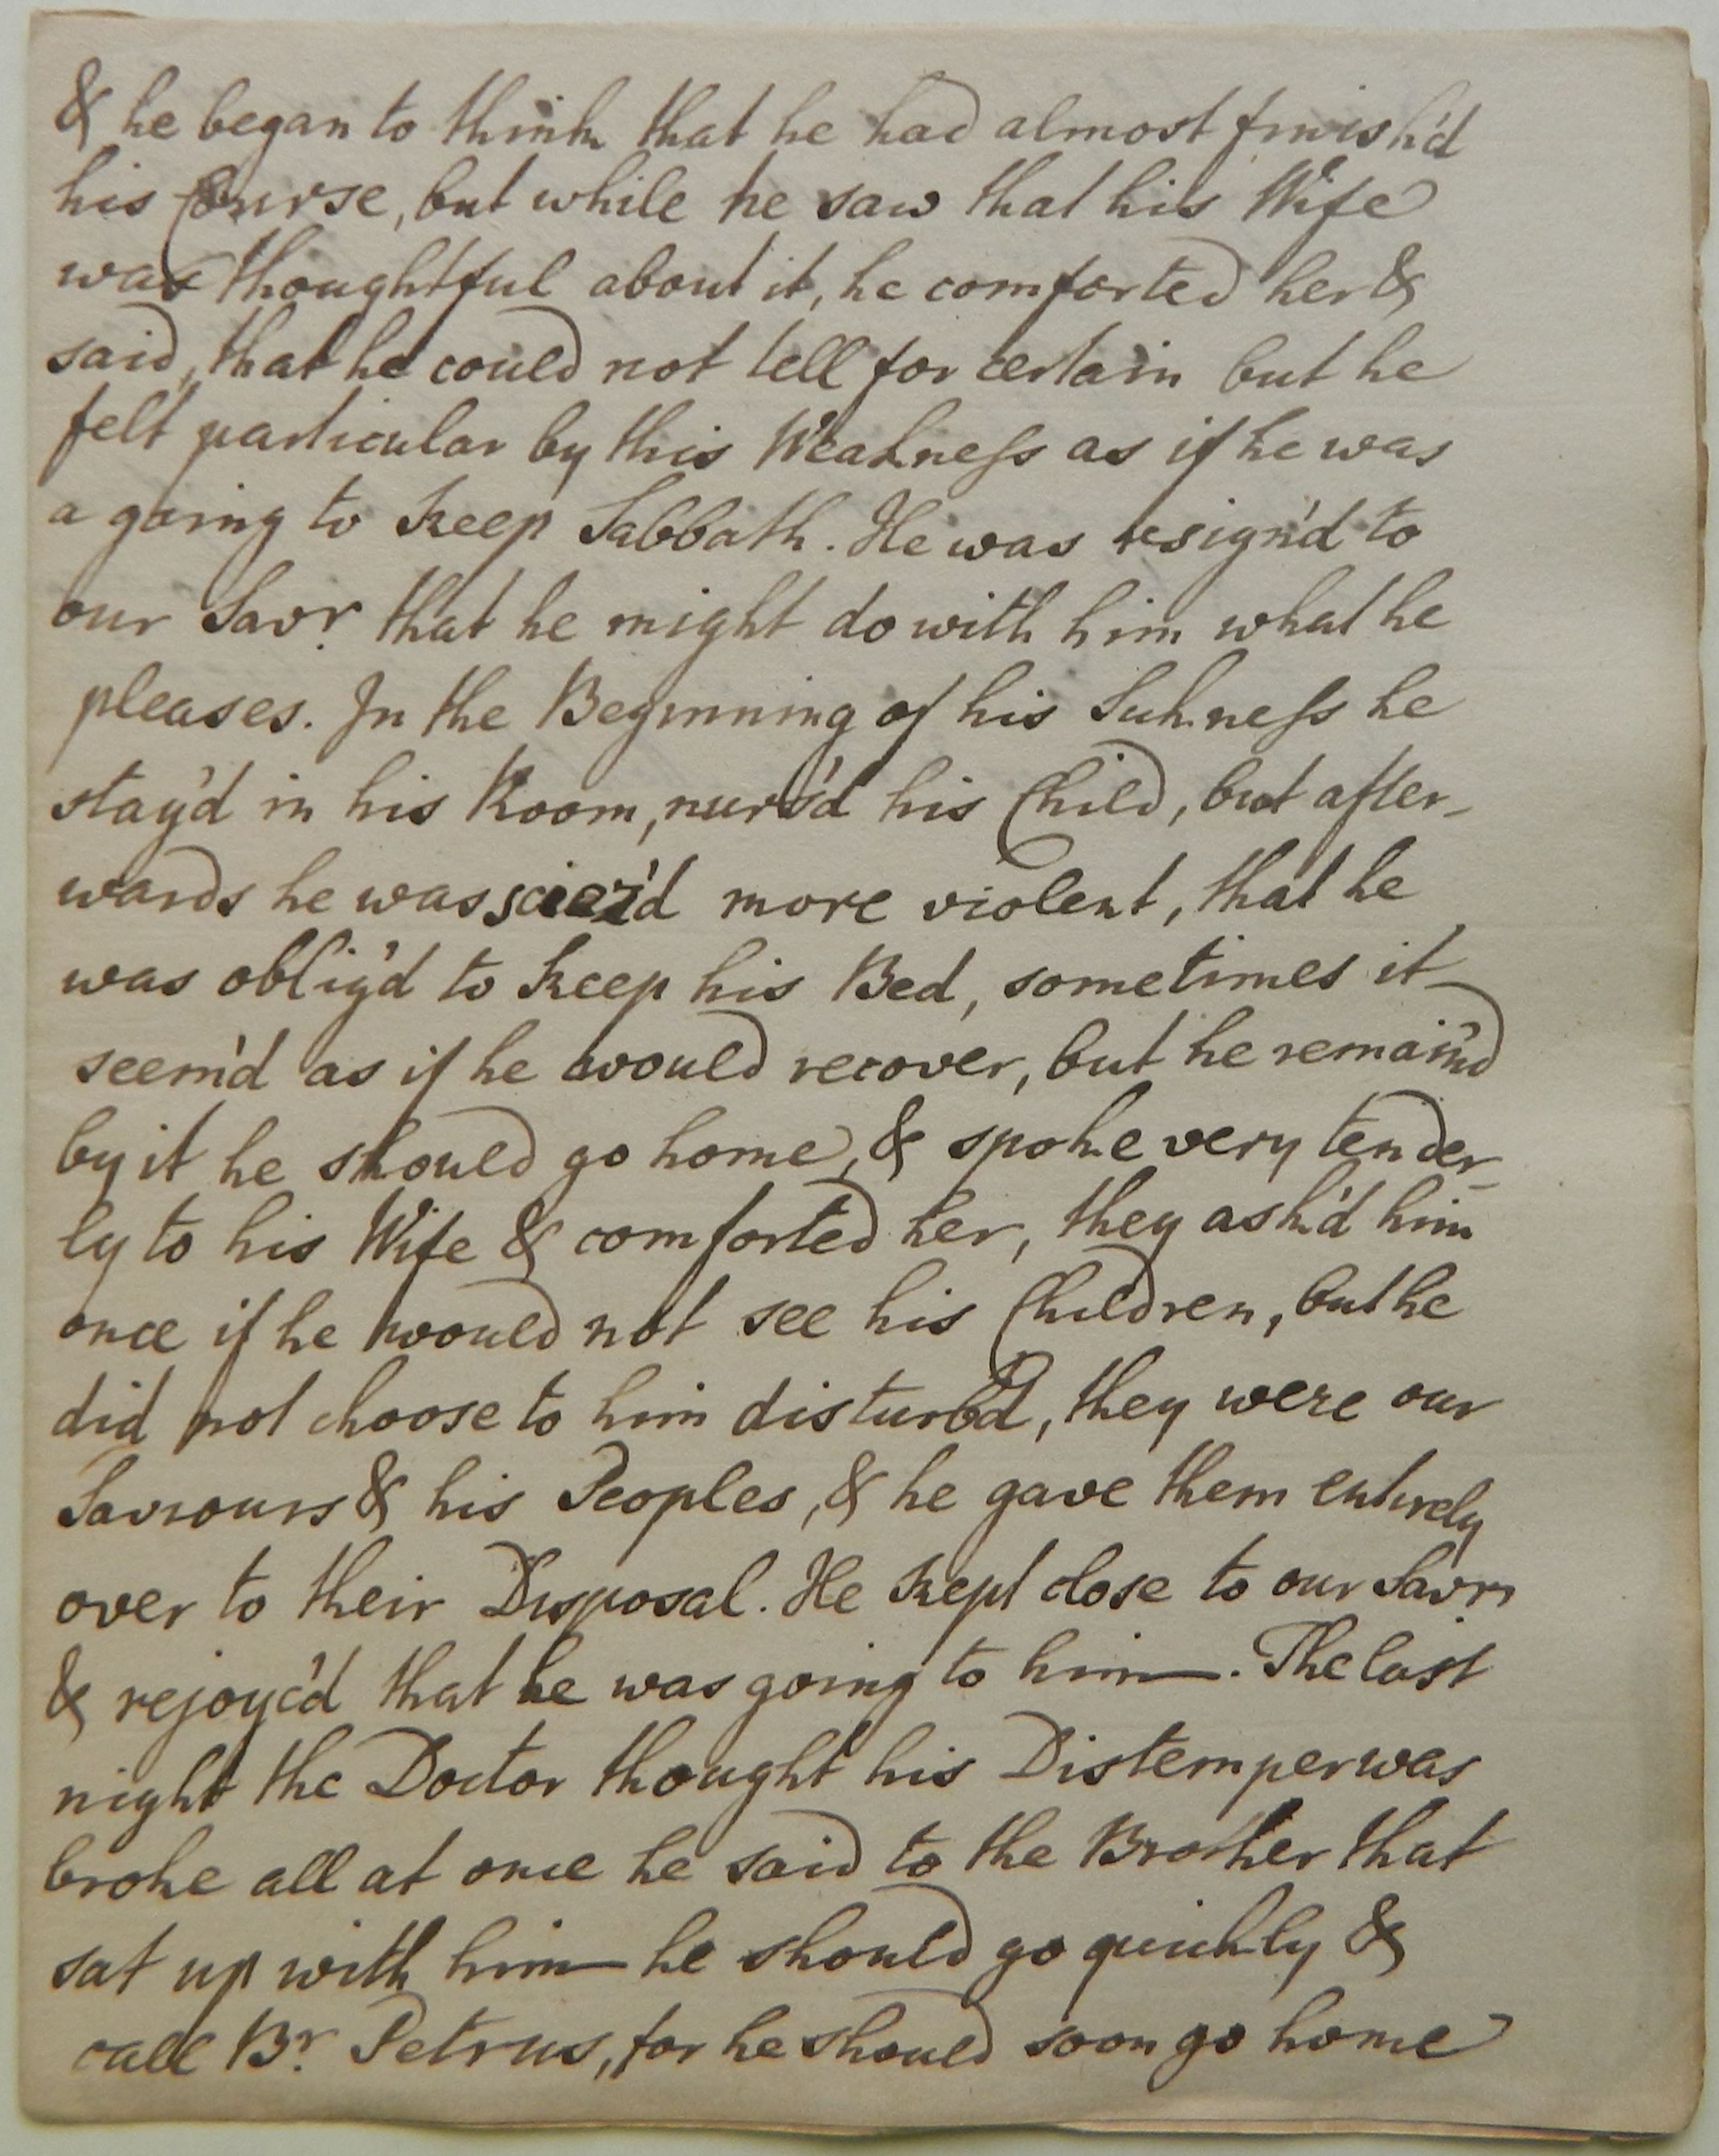 & he began to think that he had almost finish'd
his Course, but while he saw that his Wife
was thoughtful about it, he comforted her &
said, that he could not tell for certain but he
felt particular by this Weakness as if he was
a going to keep Sabbath. He was resign'd to
our Savr. that he might do with him what he
pleases. In the Beginning of his Sickness he
stay'd in his Room, nurs'd his Child, but after-
wards he was seiez'd more violent, that he
was oblig'd to keep his Bed, sometimes it
seem'd as if he would recover, but he remain'd
by it he should go home, & spoke very tender-
ly to his Wife & comforted her, they ask'd him
once if he would not see his Children, but he
did not choose to him disturb'd, they were our
Saviours & his Peoples, & he gave them entirely
over to their Disposal. He kept close to our Savr.
& rejoyc'd that he was going to him. The last
night the Doctor thought his Distemper was
broke all at once he said to the Brother that
sat up with him he should go quickly &
call Br. Petrus, for he should soon go home